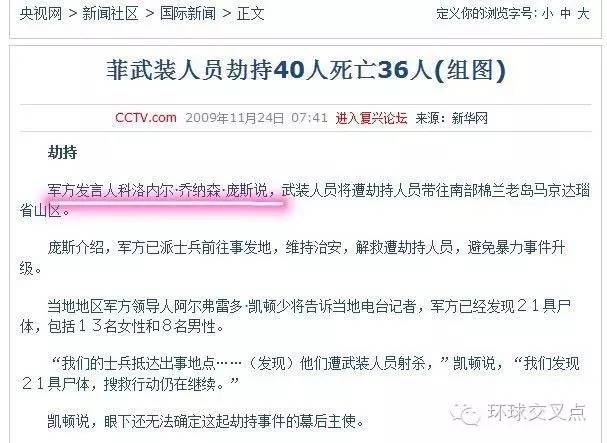 央视网 > 新闻社区 > 国际新闻 > 正文
定义你的浏览字号: 小 中 大
菲武装人员劫持40人死亡36人(组图)
CCTV.com 2009年11月24日 07:41 进入复兴论坛 来源：新华网
劫持
军方发言人科洛内尔·乔纳森·庞斯说，武装人员将遭劫持人员带往南部棉兰老岛马京达瑙
省山区。
庞斯介绍，军方已派士兵前往事发地，维持治安，解救遭劫持人员，避免暴力事件升
级。
当地地区军方领导人阿尔弗雷多·凯顿少将告诉当地电台记者，军方已经发现２１具尸
体，包括１３名女性和８名男性。
“我们的士兵抵达出事地点……（发现）他们遭武装人员射杀，”凯顿说，“我们发现
２１具尸体，搜救行动仍在继续。”
凯顿说，眼下还无法确定这起劫持事件的幕后主使。
环球交叉点